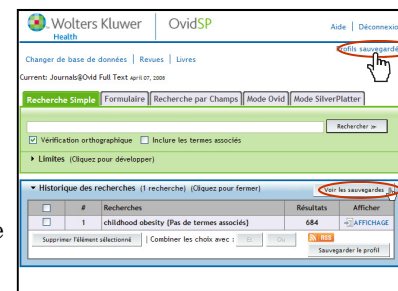 Wolters Kluwer
Health
OvidSP
Aide | Déconnexio
Profils sauvegardé
Changer de base de données | Revues | Livres
Current: Journals@Ovid Full Text April 07, 2008
Recherche Simple
Formulaire
Recherche par Champs
Mode Ovid
Mode SilverPlatter
Rechercher »
Vérification orthographique
Inclure les termes associés
Limites (Cliquez pour développer)
Historique des recherches (1 recherche) (Cliquez pour fermer)
Voir les sauvegardes
# Recherches Résultats Afficher
1 childhood obesity {Pas de termes associés} 684 AFFICHAGE
Supprimer l'élément sélectionné | Combiner les choix avec : Et Ou
RSS
Sauvegarder le profil
e